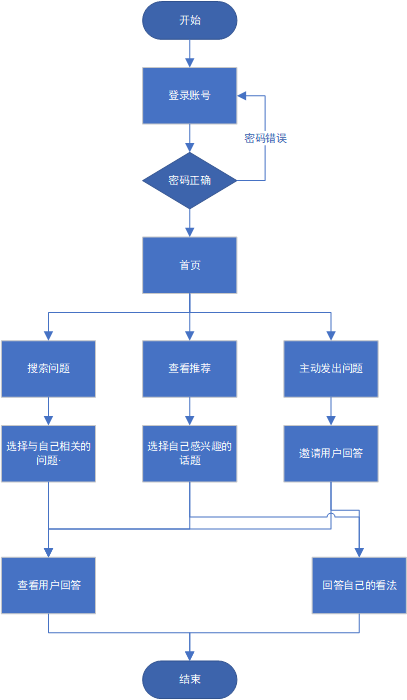 开始
登录账号
密码错误
密码正确
首页
搜索问题
查看推荐
主动发出问题
选择与自己相关的
问题·
选择自己感兴趣的
话题
邀请用户回答
查看用户回答
回答自己的看法
结束